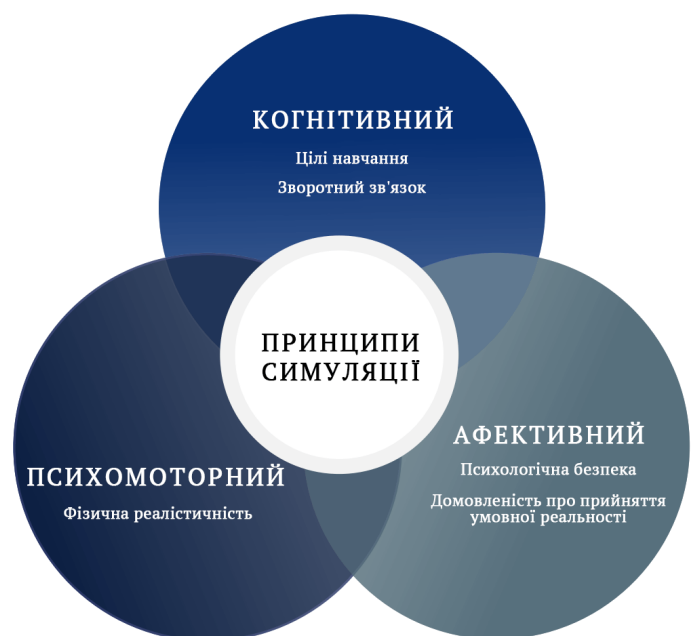 КОГНІТИВНИЙ
Цілі навчання
Зворотний зв'язок
ПРИНЦИПИ
СИМУЛЯЦІЇ
АФЕКТИВНИЙ
Психологічна безпека
Домовленість про прийняття
умовної реальності
ПСИХОМОТОРНИЙ
Фізична реалістичність